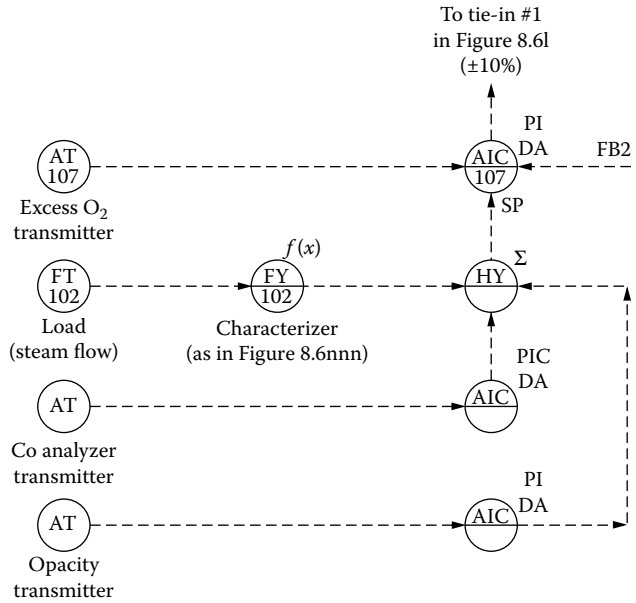 To tie-in #1
in Figure 8.6l
(±10%)
PI
DA
AT
107
AIC
107
FB2
Excess O₂
transmitter
SP
f(x)
Σ
FT
102
FY
102
HY
Load
(steam flow)
Characterizer
(as in Figure 8.6nnn)
PIC
DA
AT
AIC
Co analyzer
transmitter
PI
DA
AT
AIC
Opacity
transmitter